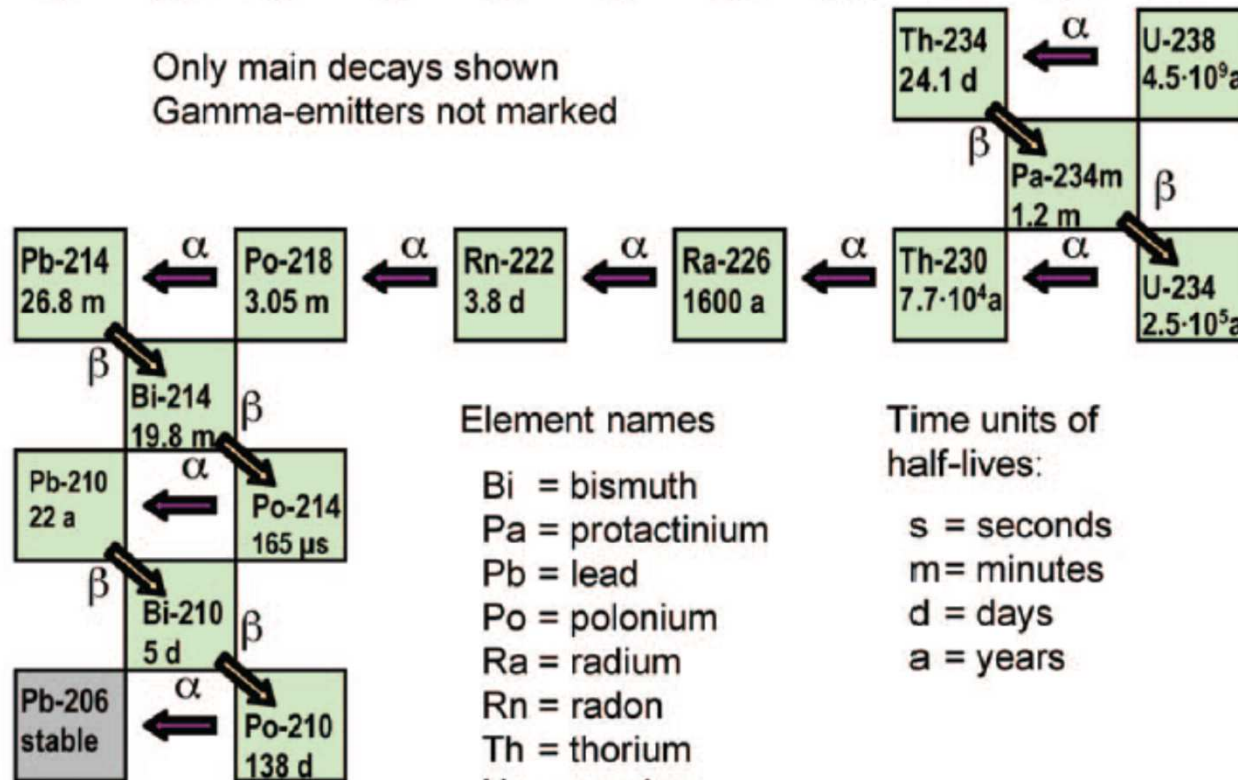 Only main decays shown
Gamma-emitters not marked
Th-234
24.1 d
α
U-238
4.5·10⁹a
β
Pa-234m
1.2 m
β
Pb-214
26.8 m
α
Po-218
3.05 m
α
Rn-222
3.8 d
α
Ra-226
1600 a
α
Th-230
7.7·10⁴a
α
U-234
2.5·10⁵a
β
Bi-214
19.8 m
β
Pb-210
22 a
α
Po-214
165 µs
β
Bi-210
5 d
β
Pb-206
stable
α
Po-210
138 d
Element names
Bi = bismuth
Pa = protactinium
Pb = lead
Po = polonium
Ra = radium
Rn = radon
Th = thorium
Time units of
half-lives:
s = seconds
m= minutes
d = days
a = years